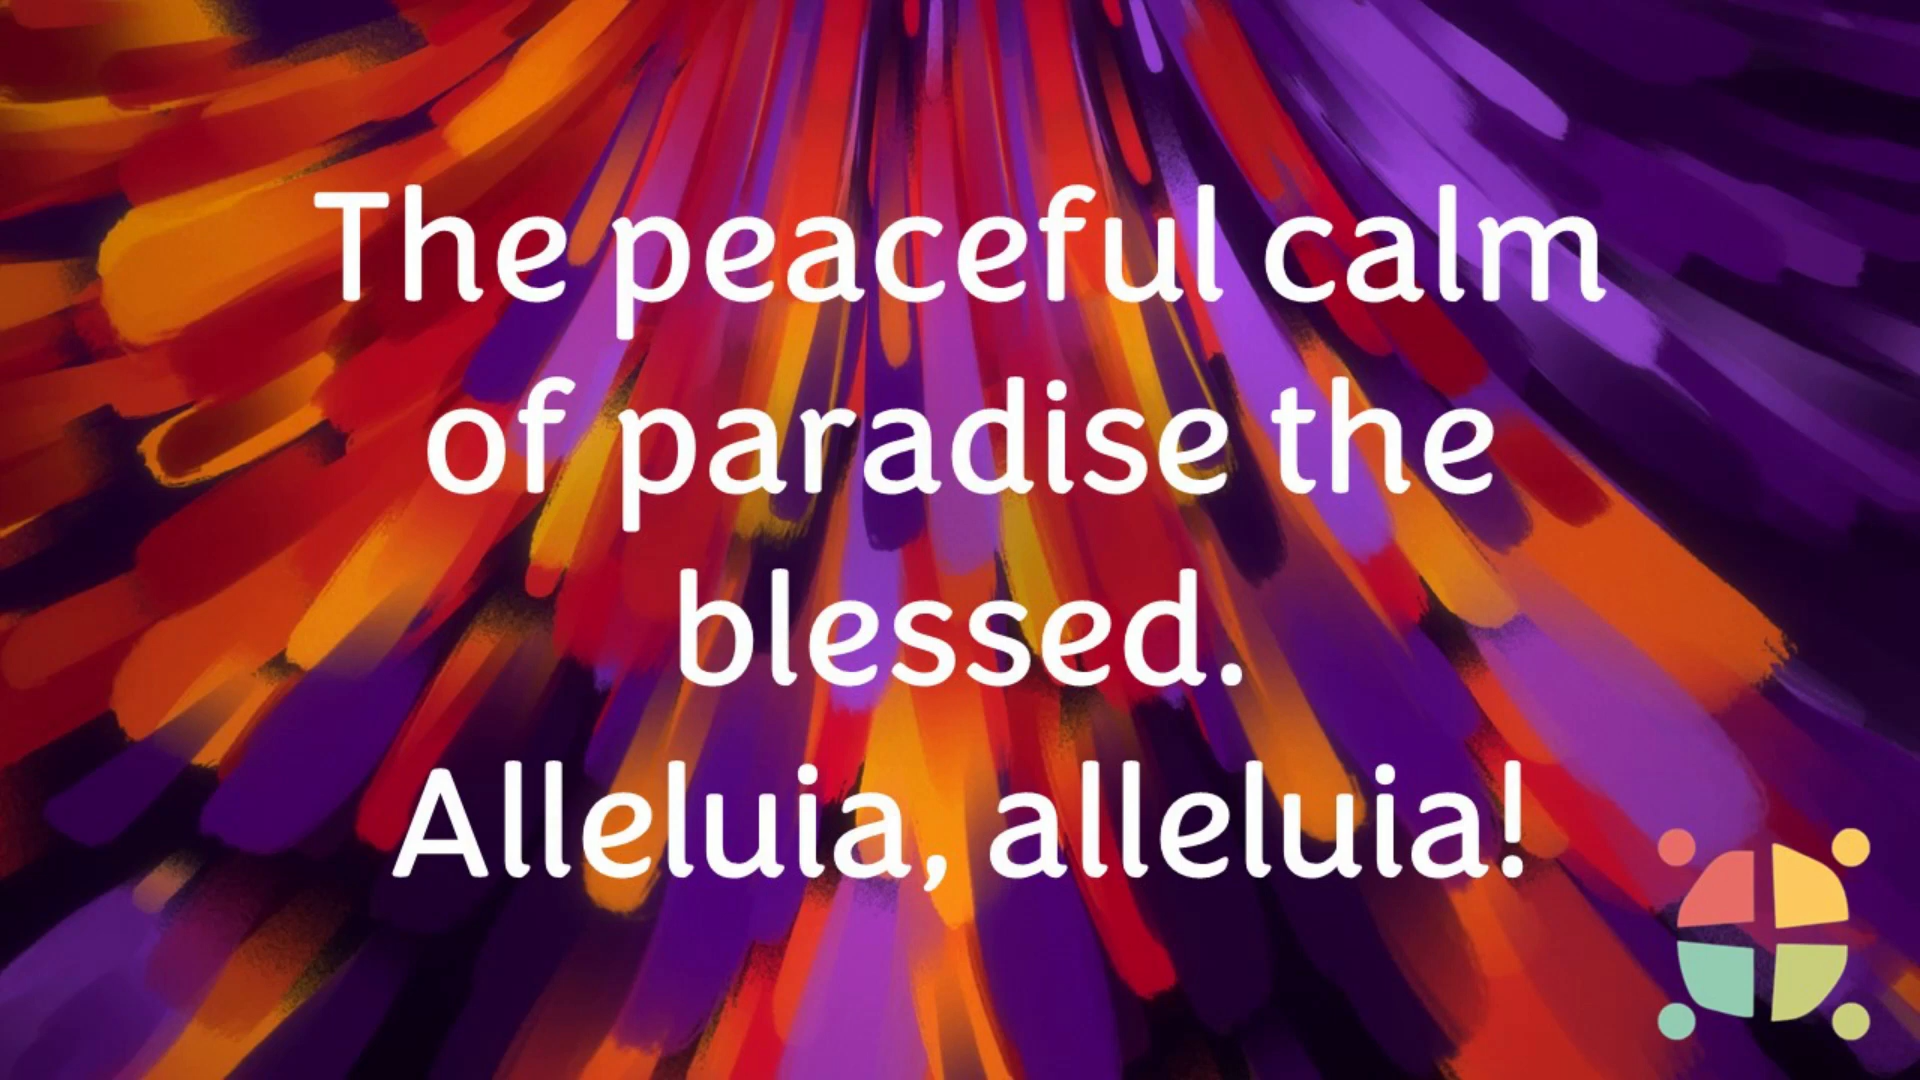 The peaceful calm
of paradise the
blessed.
Alleluia, alleluia!